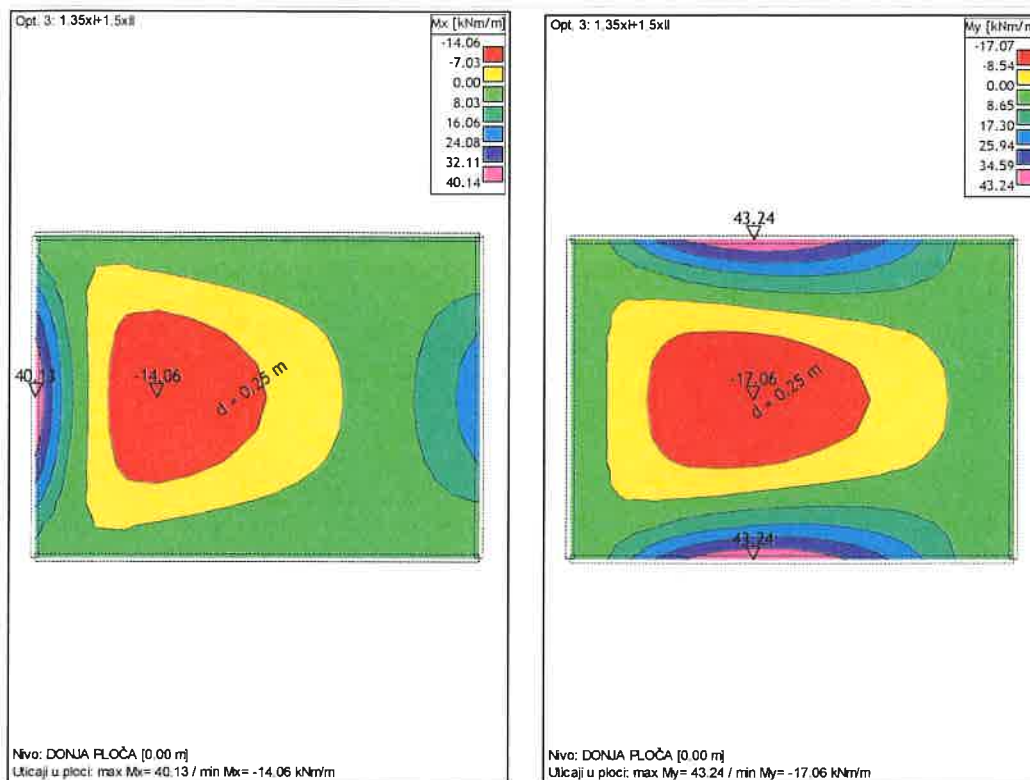 Opt. 3: 1.35xI+1.5xII
Mx [kNm/m]
-14.06
-7.03
0.00
8.03
16.06
24.08
32.11
40.14
40.13
-14.06
d = 0.25 m
Nivo: DONJA PLOČA [0.00 m]
Uticaji u ploci: max Mx= 40.13 / min Mx= -14.06 kNm/m
Opt. 3: 1.35xI+1.5xII
My [kNm/m]
-17.07
-8.54
0.00
8.65
17.30
25.94
34.59
43.24
43.24
-17.06
d = 0.25 m
43.24
Nivo: DONJA PLOČA [0.00 m]
Uticaji u ploci: max My= 43.24 / min My= -17.06 kNm/m